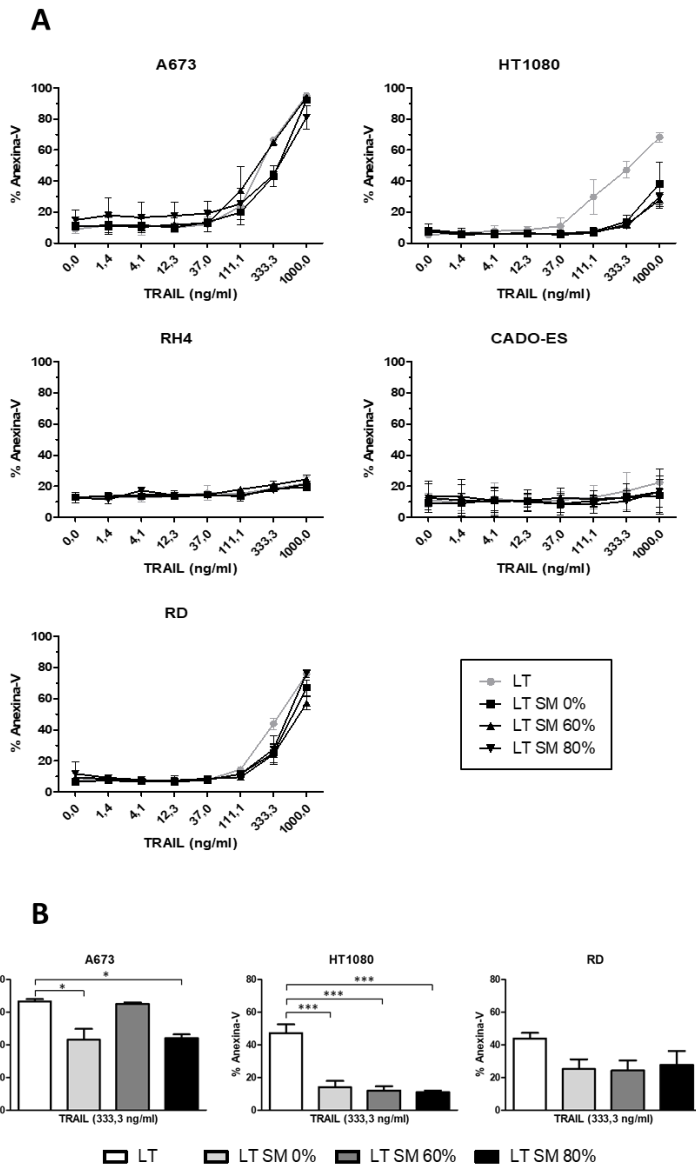 A
A673
HT1080
% Anexina-V
100
80
60
40
20
0
0,0
1,4
4,1
12,3
37,0
111,1
333,3
1000,0
TRAIL (ng/ml)
% Anexina-V
100
80
60
40
20
0
0,0
1,4
4,1
12,3
37,0
111,1
333,3
1000,0
TRAIL (ng/ml)
RH4
CADO-ES
% Anexina-V
100
80
60
40
20
0
0,0
1,4
4,1
12,3
37,0
111,1
333,3
1000,0
TRAIL (ng/ml)
% Anexina-V
100
80
60
40
20
0
0,0
1,4
4,1
12,3
37,0
111,1
333,3
1000,0
TRAIL (ng/ml)
RD
% Anexina-V
100
80
60
40
20
0
0,0
1,4
4,1
12,3
37,0
111,1
333,3
1000,0
TRAIL (ng/ml)
LT
LT SM 0%
LT SM 60%
LT SM 80%
B
A673
HT1080
RD
*
*
TRAIL (333,3 ng/ml)
% Anexina-V
80
60
40
20
0
***
***
***
TRAIL (333,3 ng/ml)
% Anexina-V
80
60
40
20
0
TRAIL (333,3 ng/ml)
LT LT SM 0% LT SM 60% LT SM 80%